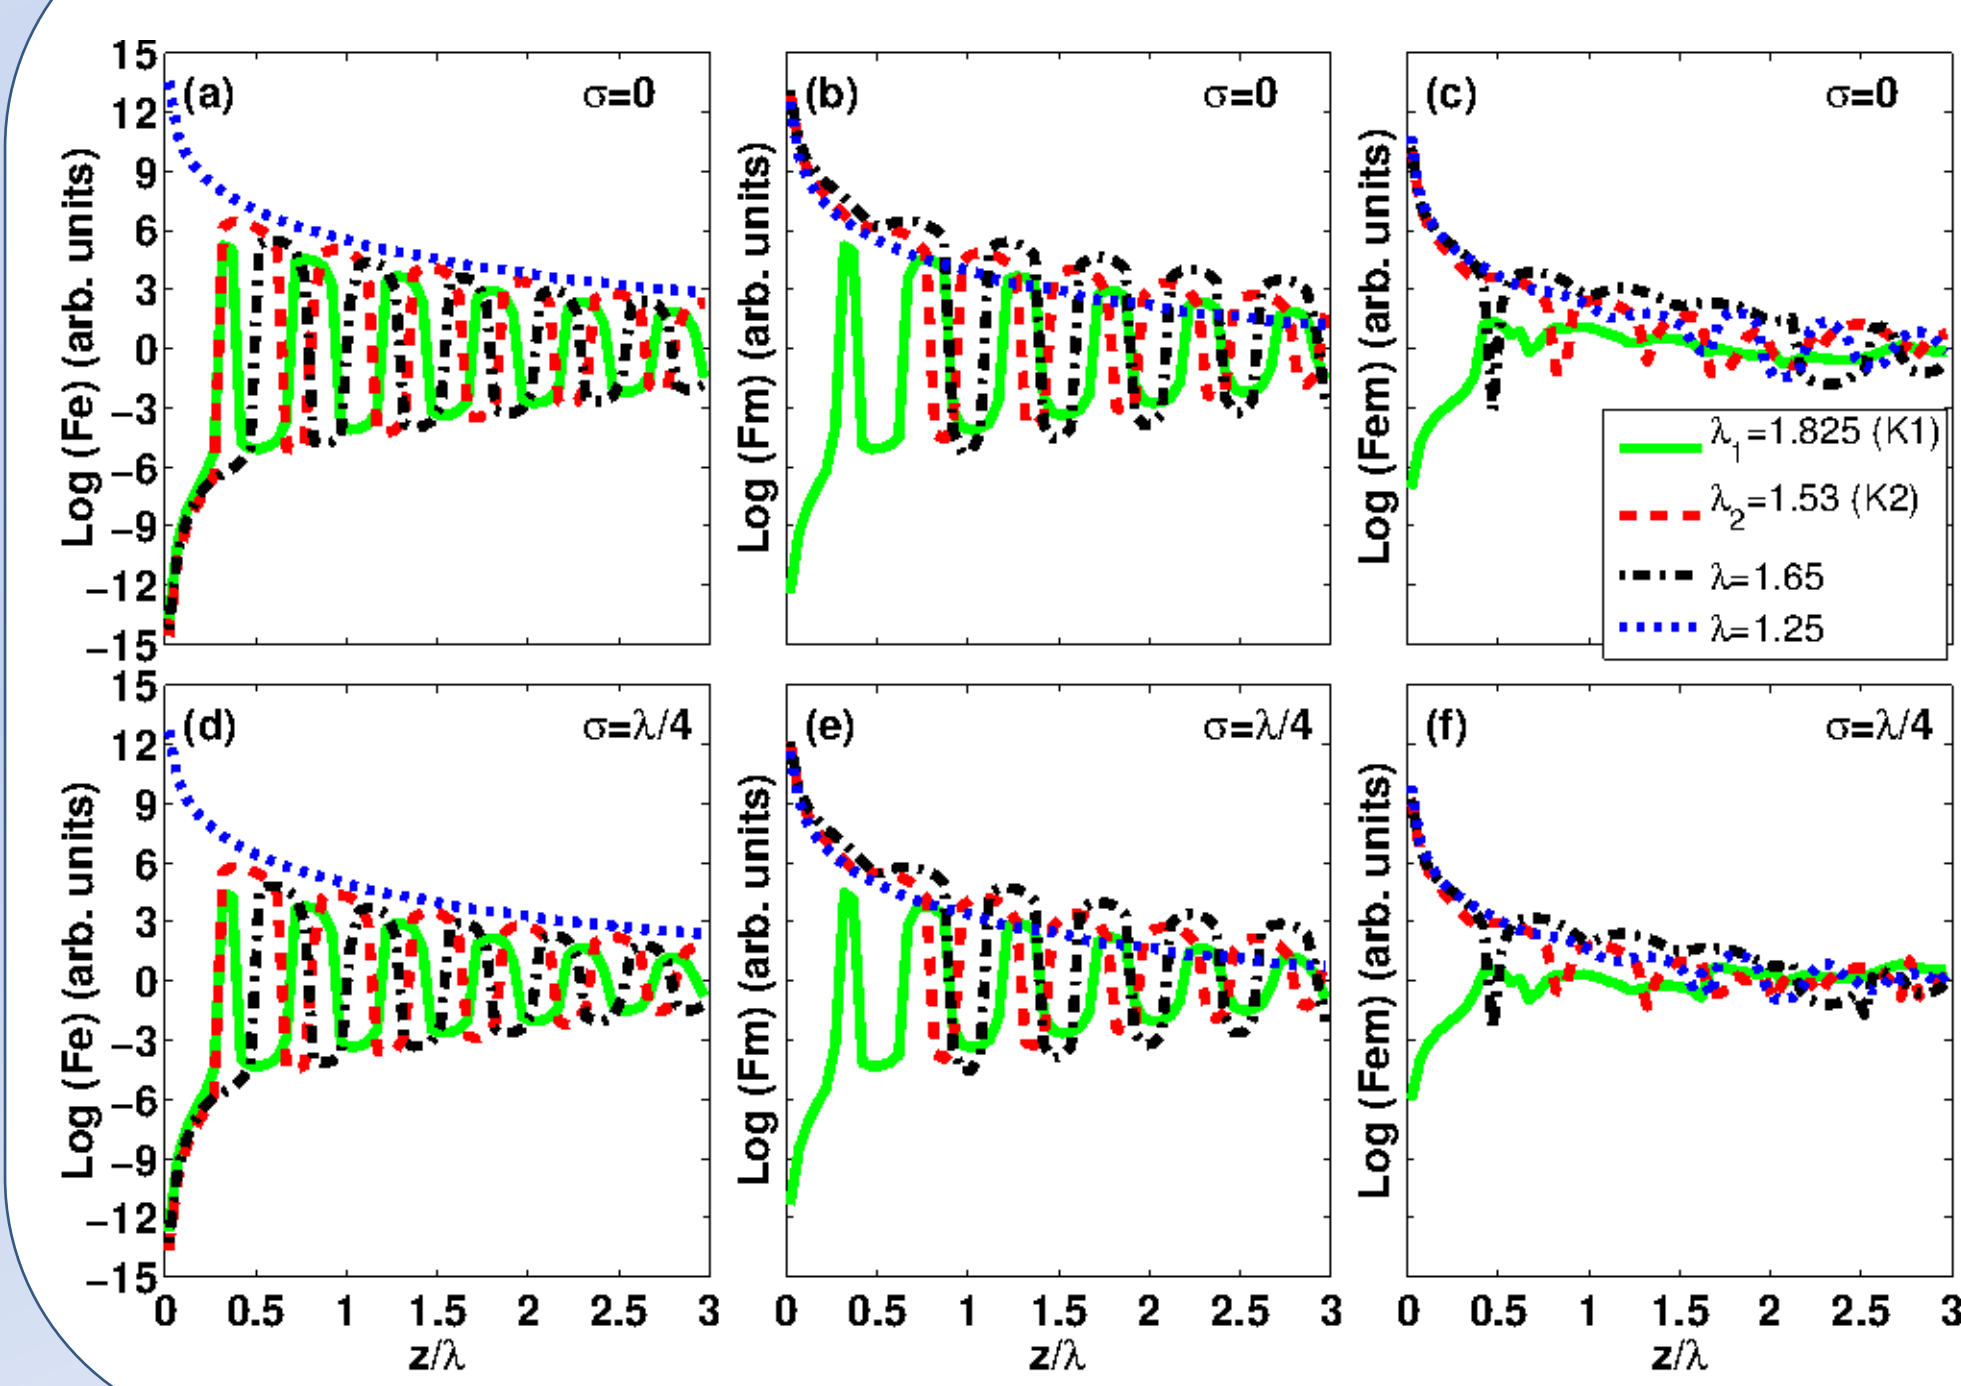 (a) σ=0
(b) σ=0
(c) σ=0
15
12
9
6
3
0
−3
−6
−9
−12
−15
Log (Fe) (arb. units)
Log (Fm) (arb. units)
Log (Fem) (arb. units)
λ1=1.825 (K1)
λ2=1.53 (K2)
λ=1.65
λ=1.25
(d) σ=λ/4
(e) σ=λ/4
(f) σ=λ/4
15
12
9
6
3
0
−3
−6
−9
−12
−15
Log (Fe) (arb. units)
Log (Fm) (arb. units)
Log (Fem) (arb. units)
0 0.5 1 1.5 2 2.5 3
0 0.5 1 1.5 2 2.5 3
0 0.5 1 1.5 2 2.5 3
z/λ
z/λ
z/λ